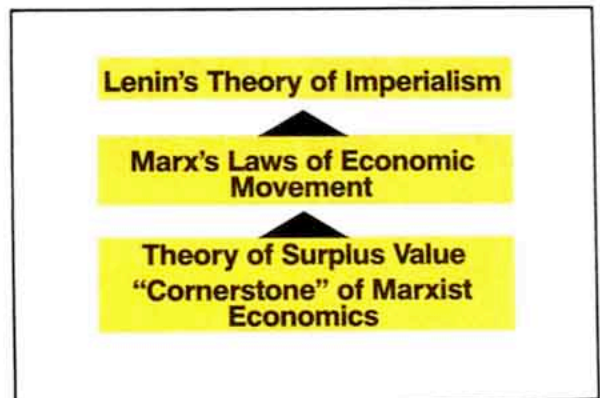 Lenin's Theory of Imperialism
Marx's Laws of Economic
Movement
Theory of Surplus Value
“Cornerstone” of Marxist
Economics